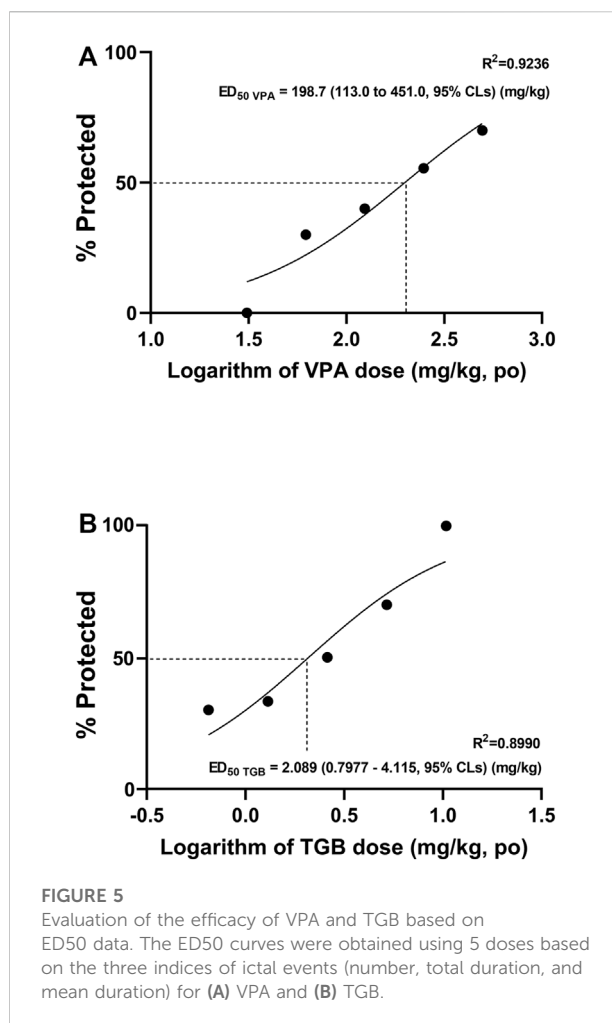 A
100
R²=0.9236
ED₅₀ VPA = 198.7 (113.0 to 451.0, 95% CLs) (mg/kg)
% Protected
50
0
1.0 1.5 2.0 2.5 3.0
Logarithm of VPA dose (mg/kg, po)
B
100
% Protected
50
R²=0.8990
ED₅₀ TGB = 2.089 (0.7977 - 4.115, 95% CLs) (mg/kg)
0
-0.5 0.0 0.5 1.0 1.5
Logarithm of TGB dose (mg/kg, po)
FIGURE 5
Evaluation of the efficacy of VPA and TGB based on
ED50 data. The ED50 curves were obtained using 5 doses based
on the three indices of ictal events (number, total duration, and
mean duration) for (A) VPA and (B) TGB.